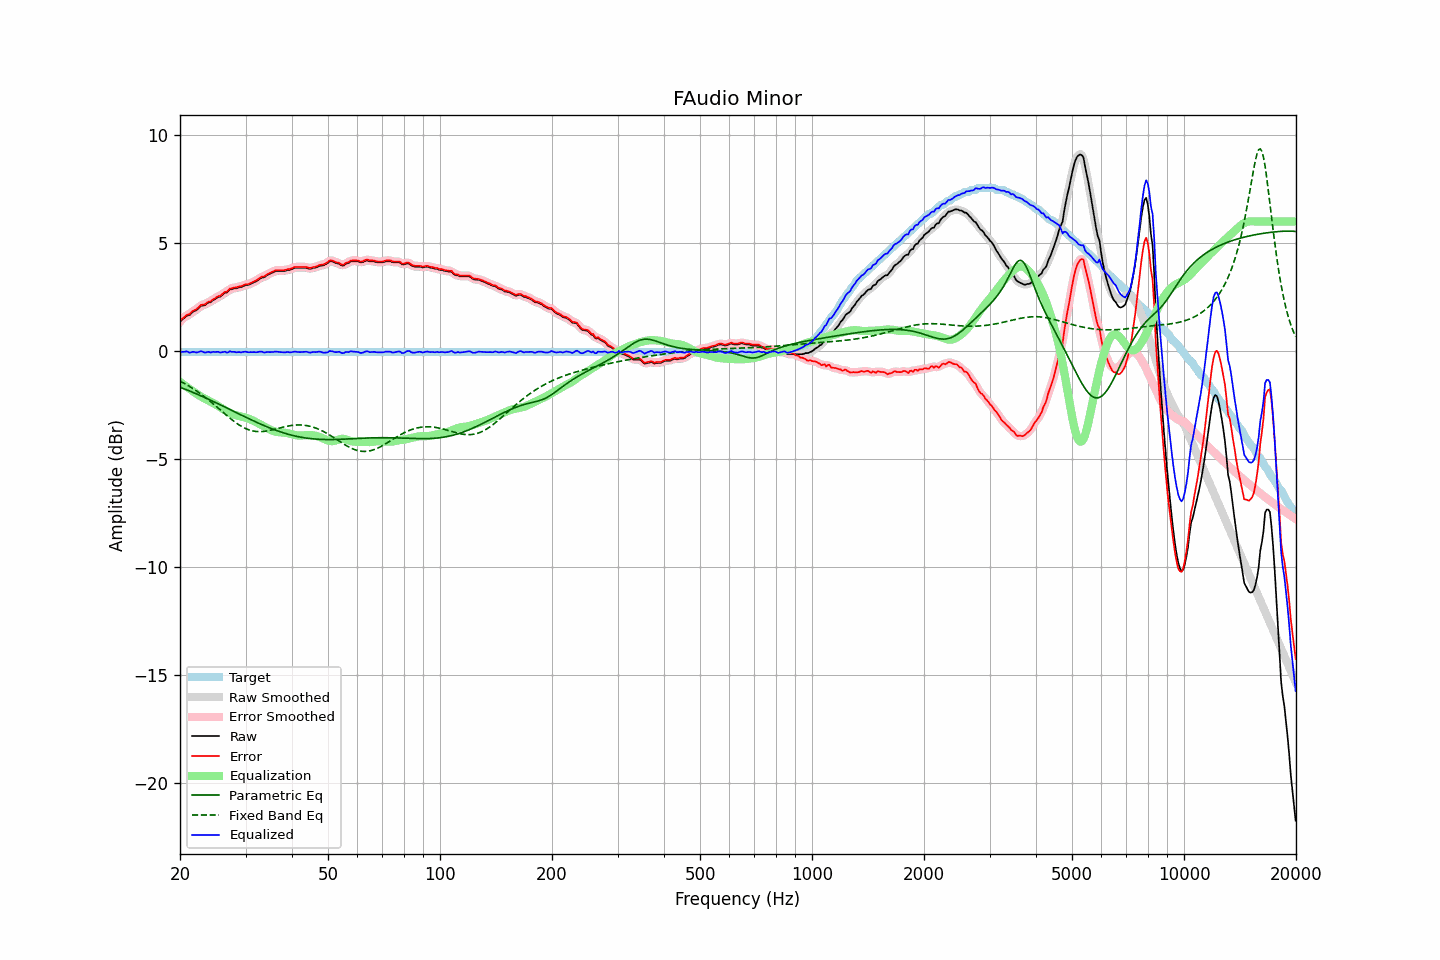 FAudio Minor
10
5
0
−5
−10
−15
−20
Amplitude (dBr)
Target
Raw Smoothed
Error Smoothed
Raw
Error
Equalization
Parametric Eq
Fixed Band Eq
Equalized
20 50 100 200 500 1000 2000 5000 10000 20000
Frequency (Hz)